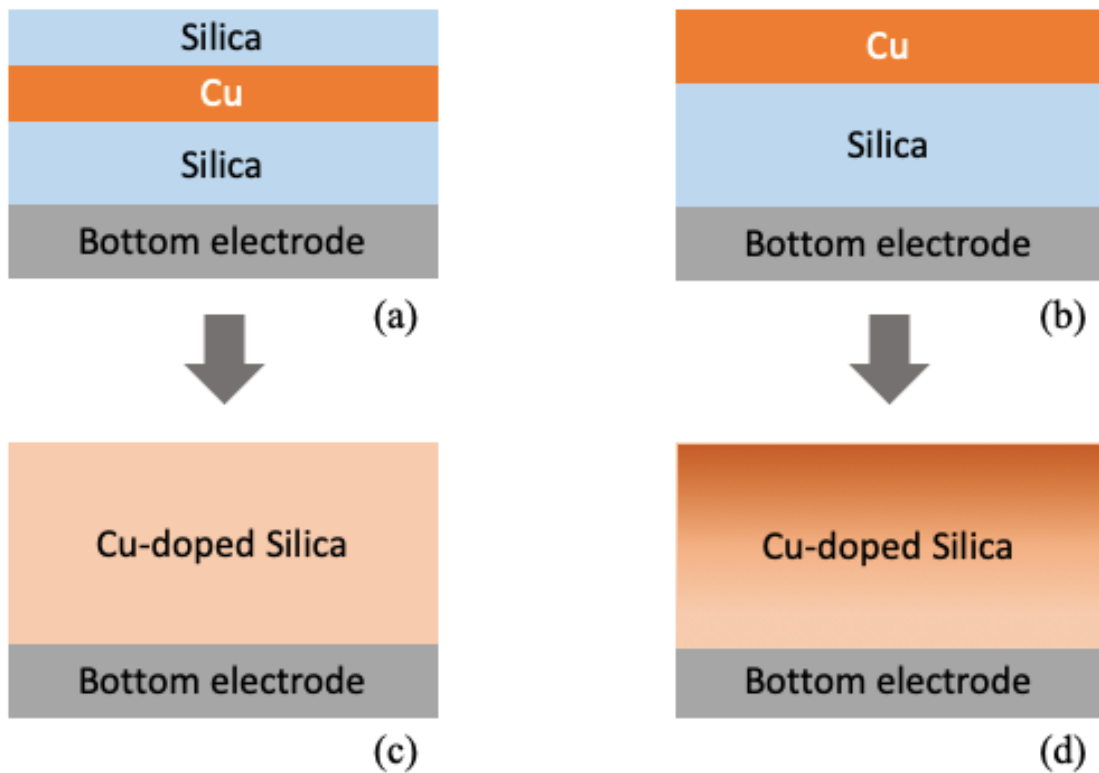 Silica
Cu
Silica
Bottom electrode
(a)
Cu
Silica
Bottom electrode
(b)
Cu-doped Silica
Bottom electrode
(c)
Cu-doped Silica
Bottom electrode
(d)